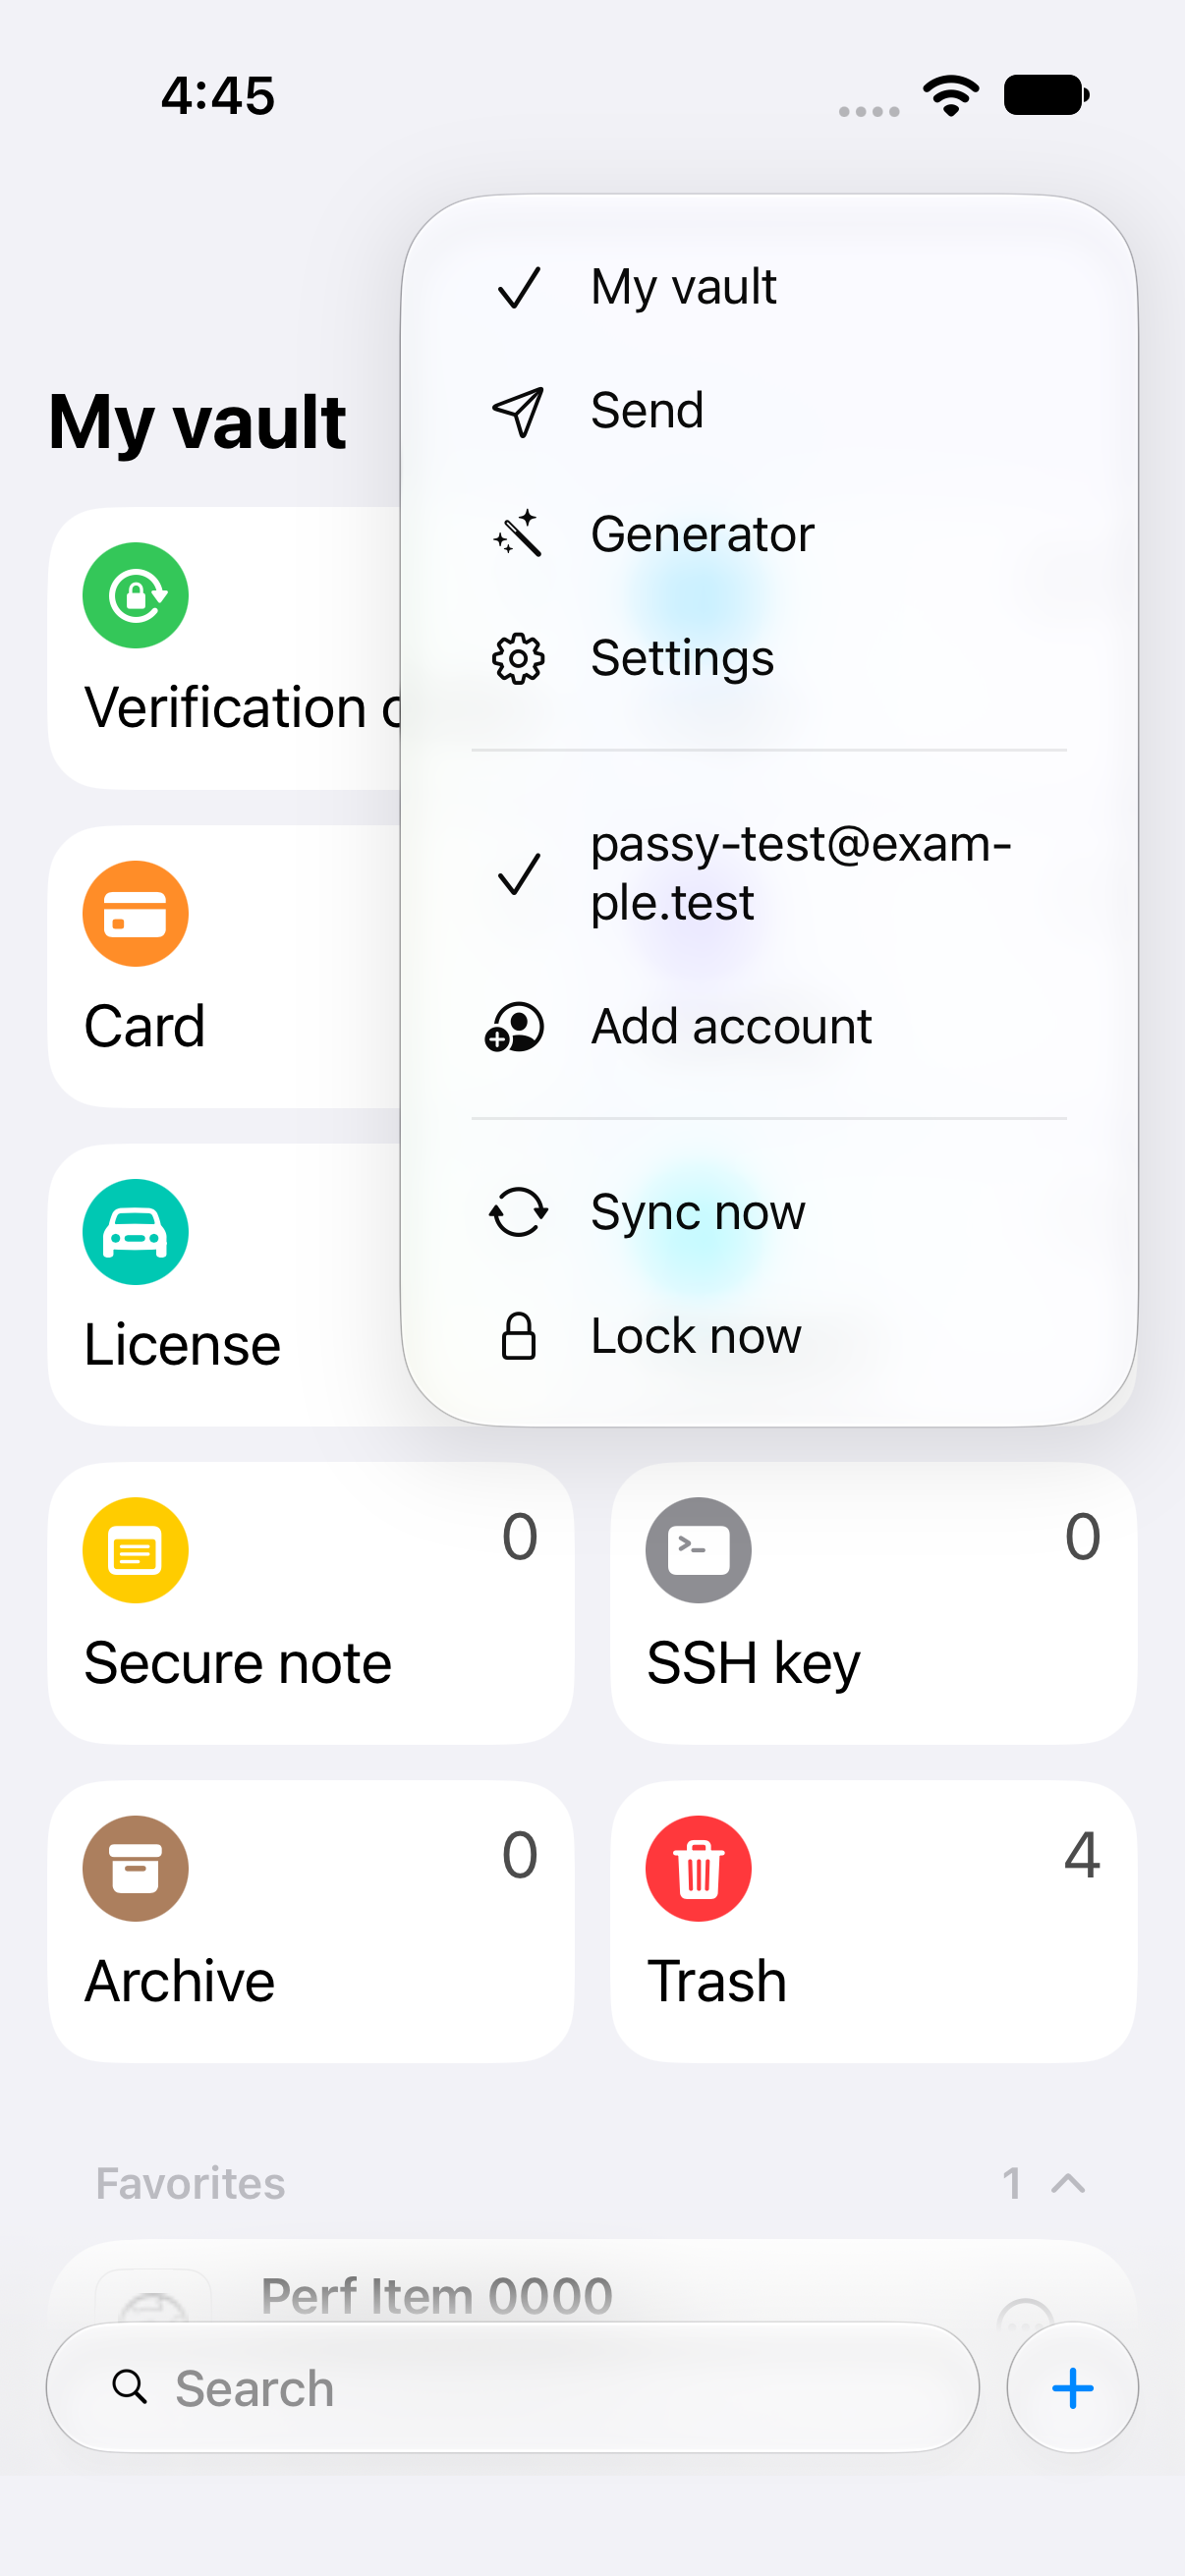 4:45
My vault
Send
Generator
Settings
passy-test@exam-
ple.test
Add account
Sync now
Lock now
My vault
Verification
Card
License
Secure note
0
SSH key
0
Archive
0
Trash
4
Favorites
1
Perf Item 0000
Search